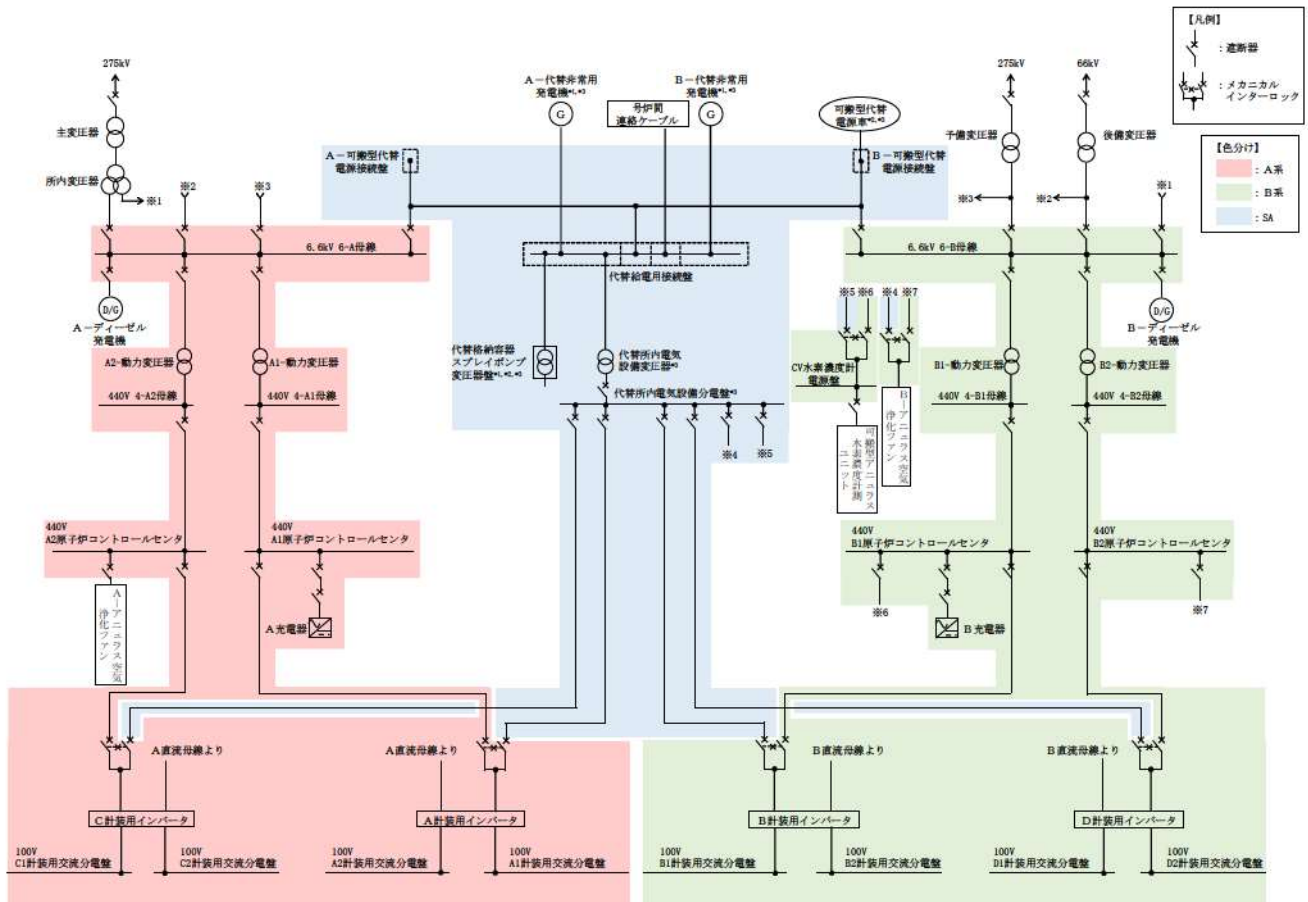 【凡例】
：遮断器
：メカニカル
インターロック
【色分け】
：A系
：B系
：SA
275kV
主変圧器
所内変圧器
※1
※2
※3
A－可搬型代替
電源接続盤
A－代替非常用
発電機*1,*3
G
号炉間
連絡ケーブル
B－代替非常用
発電機*1,*3
G
可搬型代替
電源車*2,*3
B－可搬型代替
電源接続盤
275kV
66kV
予備変圧器
後備変圧器
※3
※2
※1
6.6kV 6-A母線
代替給電用接続盤
6.6kV 6-B母線
D/G
A－ディーゼル
発電機
D/G
B－ディーゼル
発電機
A2-動力変圧器
A1-動力変圧器
440V 4-A2母線
440V 4-A1母線
代替格納容器
スプレイポンプ
変圧器盤*1,*2,*3
代替所内電気
設備変圧器*3
代替所内電気設備分電盤*3
※4
※5
※5
※6
※4
※7
CV水素濃度計
電源盤
可搬型アニュラス
水素濃度計測
ユニット
B－アニュラス空気
浄化ファン
B1-動力変圧器
B2-動力変圧器
440V 4-B1母線
440V 4-B2母線
440V
A2原子炉コントロールセンタ
440V
A1原子炉コントロールセンタ
A－アニュラス空気
浄化ファン
A充電器
440V
B1原子炉コントロールセンタ
440V
B2原子炉コントロールセンタ
※6
B充電器
※7
A直流母線より
A直流母線より
B直流母線より
B直流母線より
C計装用インバータ
A計装用インバータ
B計装用インバータ
D計装用インバータ
100V
C1計装用交流分電盤
100V
C2計装用交流分電盤
100V
A2計装用交流分電盤
100V
A1計装用交流分電盤
100V
B1計装用交流分電盤
100V
B2計装用交流分電盤
100V
D1計装用交流分電盤
100V
D2計装用交流分電盤